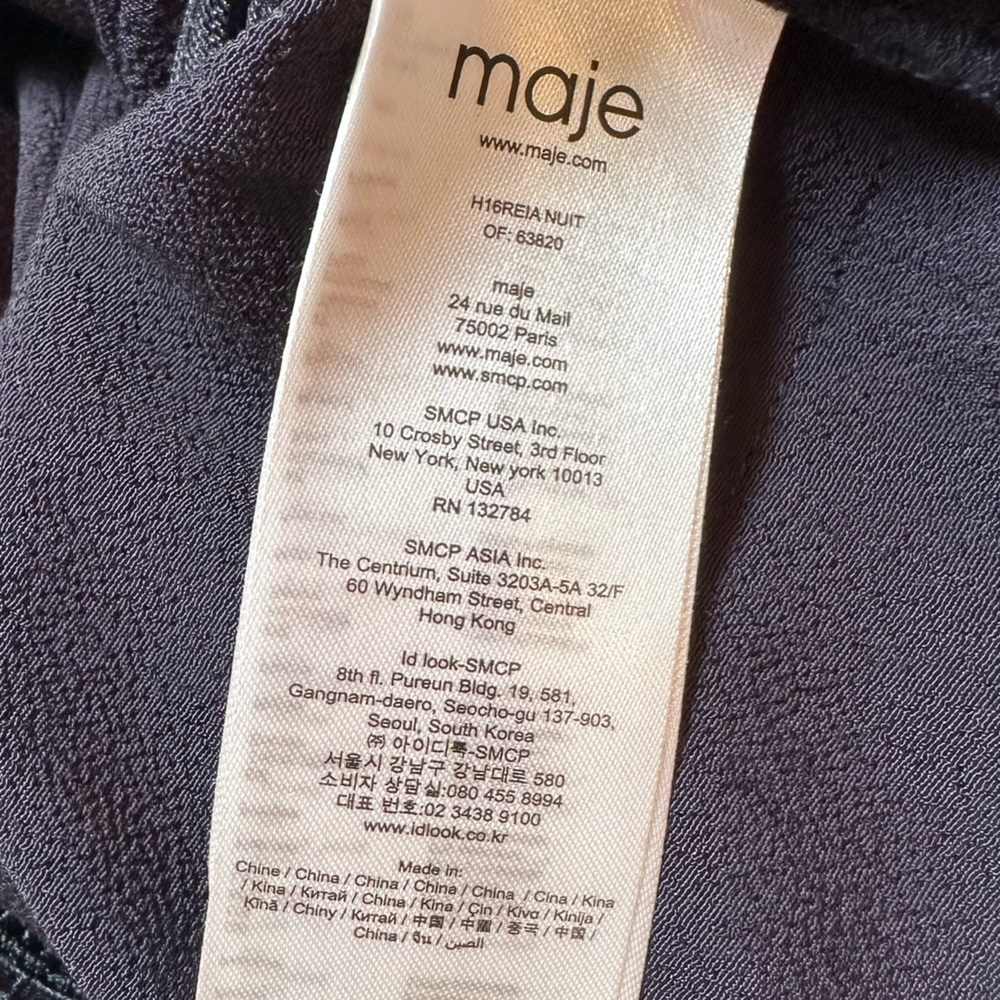 maje
www.maje.com
H16REIA NUIT
OF: 63820
maje
24 rue du Mail
75002 Paris
www.maje.com
www.smcp.com
SMCP USA Inc.
10 Crosby Street, 3rd Floor
New York, New york 10013
USA
RN 132784
SMCP ASIA Inc.
The Centrium, Suite 3203A-5A 32/F
60 Wyndham Street, Central
Hong Kong
Id look-SMCP
8th fl. Pureun Bldg. 19, 581,
Gangnam-daero, Seocho-gu 137-903,
Seoul, South Korea
㈜ 아이디룩-SMCP
서울시 강남구 강남대로 580
소비자 상담실:080 455 8994
대표 번호:02 3438 9100
www.idlook.co.kr
Made in:
Chine / China / China / China / China / Cina / Kina
/ Kina / Китай / China / Kina / Çin / Κίνα / Kinija /
Kīnā / Chiny / Китай / 中国 / 中國 / 중국 / 中国 /
China / จีน / الصين